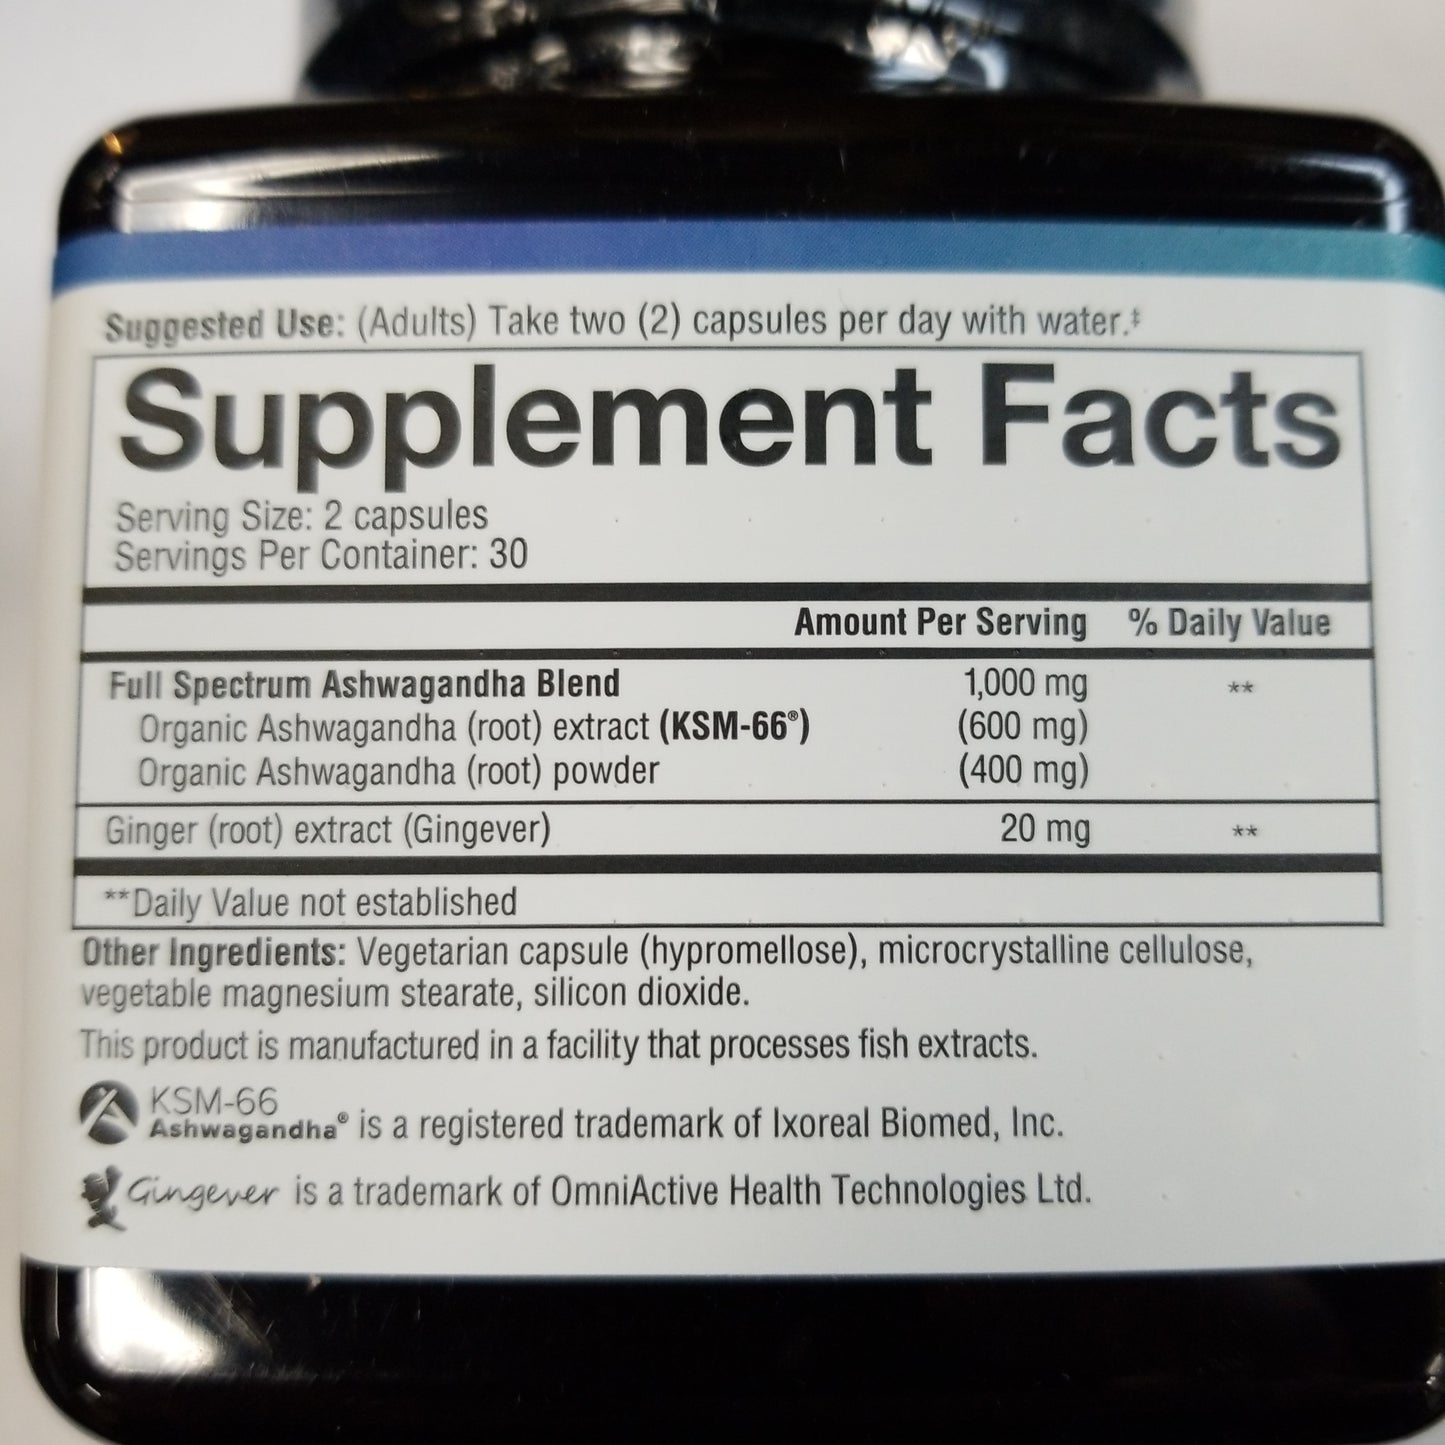 Suggested Use: (Adults) Take two (2) capsules per day with water.‡
Supplement Facts
Serving Size: 2 capsules
Servings Per Container: 30
Amount Per Serving % Daily Value
Full Spectrum Ashwagandha Blend 1,000 mg **
Organic Ashwagandha (root) extract (KSM-66®) (600 mg)
Organic Ashwagandha (root) powder (400 mg)
Ginger (root) extract (Gingever) 20 mg **
**Daily Value not established
Other Ingredients: Vegetarian capsule (hypromellose), microcrystalline cellulose,
vegetable magnesium stearate, silicon dioxide.
This product is manufactured in a facility that processes fish extracts.
KSM-66
Ashwagandha® is a registered trademark of Ixoreal Biomed, Inc.
Gingever is a trademark of OmniActive Health Technologies Ltd.